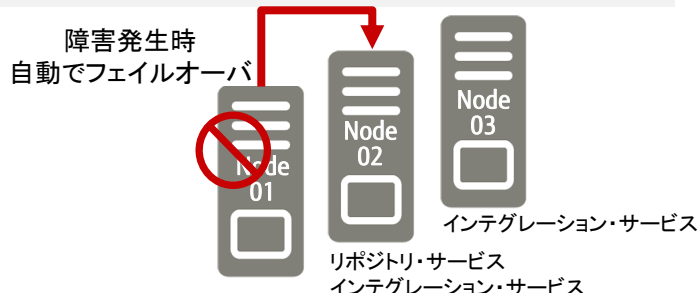 障害発生時
自動でフェイルオーバ
Node
01
Node
02
Node
03
インテグレーション・サービス
リポジトリ・サービス
インテグレーション・サービス